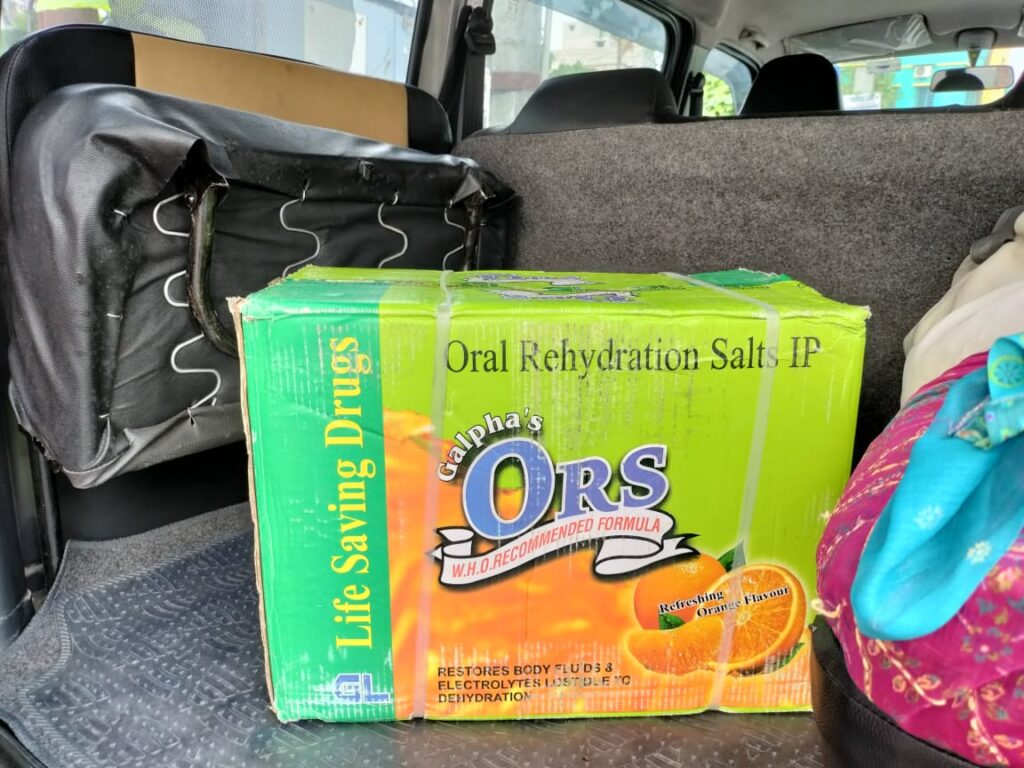 Life Saving Drugs
Oral Rehydration Salts IP
Galpha's
ORS
W.H.O.RECOMMENDED FORMULA
Refreshing
Orange Flavour
RESTORES BODY FLUIDS &
ELECTROLYTES LOST DUE TO
DEHYDRATION